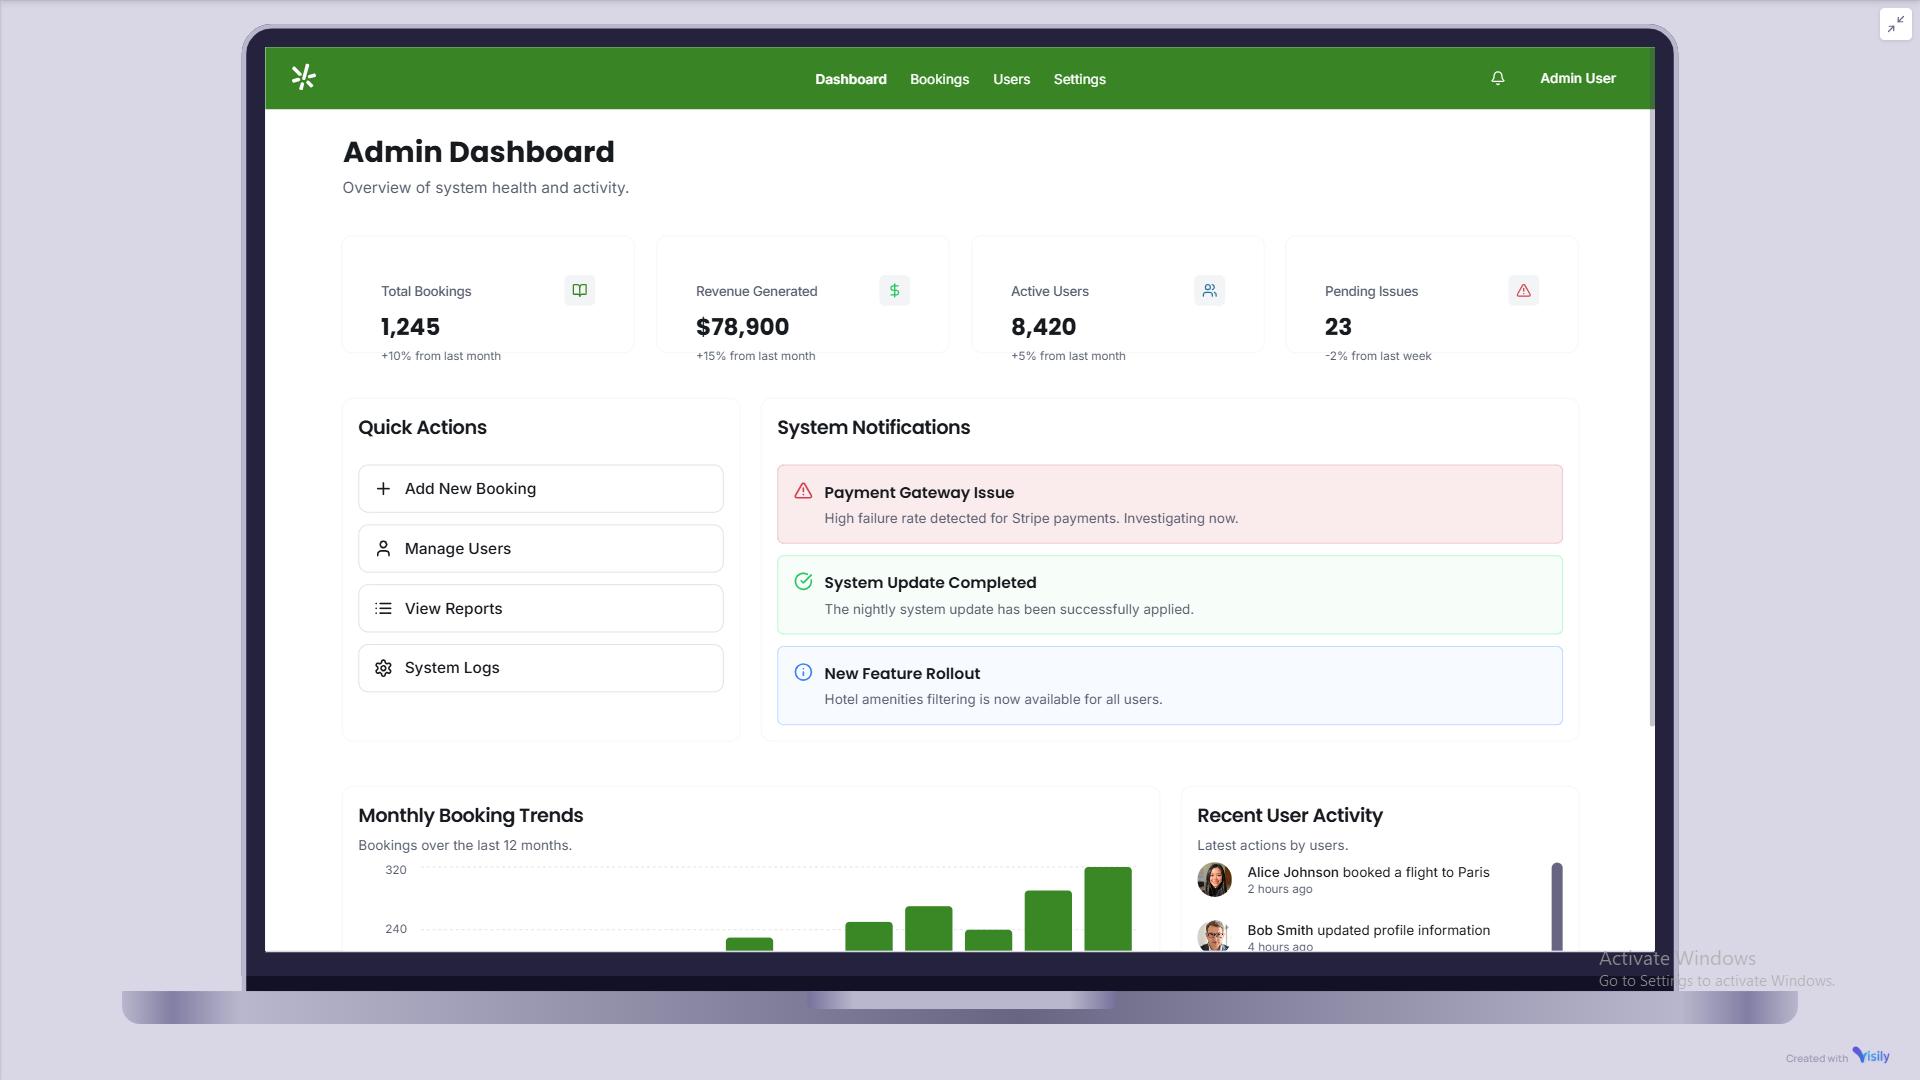 Dashboard
Bookings
Users
Settings
Admin User
Admin Dashboard
Overview of system health and activity.
Total Bookings
1,245
+10% from last month
Revenue Generated
$78,900
+15% from last month
Active Users
8,420
+5% from last month
Pending Issues
23
-2% from last week
Quick Actions
Add New Booking
Manage Users
View Reports
System Logs
System Notifications
Payment Gateway Issue
High failure rate detected for Stripe payments. Investigating now.
System Update Completed
The nightly system update has been successfully applied.
New Feature Rollout
Hotel amenities filtering is now available for all users.
Monthly Booking Trends
Bookings over the last 12 months.
320
240
Recent User Activity
Latest actions by users.
Alice Johnson booked a flight to Paris
2 hours ago
Bob Smith updated profile information
4 hours ago
Activate Windows
Go to Settings to activate Windows.
Created with Visily